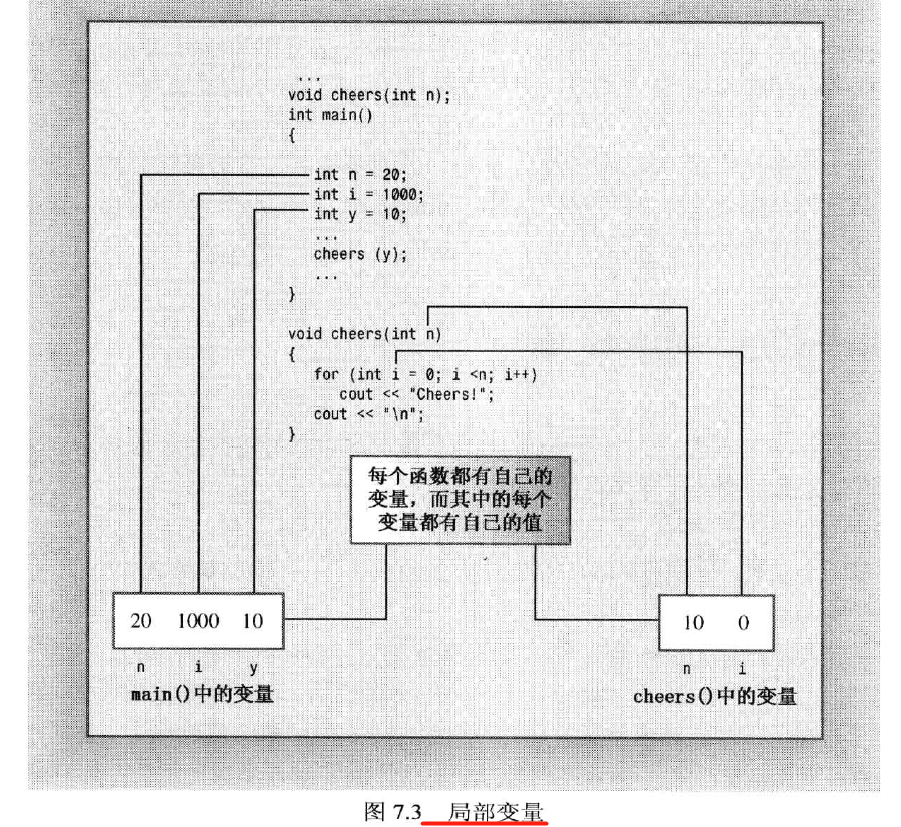 ...
void cheers(int n);
int main()
{
int n = 20;
int i = 1000;
int y = 10;
...
cheers (y);
...
}
void cheers(int n)
{
for (int i = 0; i <n; i++)
cout << "Cheers!";
cout << "\n";
}
每个函数都有自己的
变量，而其中的每个
变量都有自己的值
20 1000 10
n i y
main()中的变量
10 0
n i
cheers()中的变量
图 7.3 局部变量